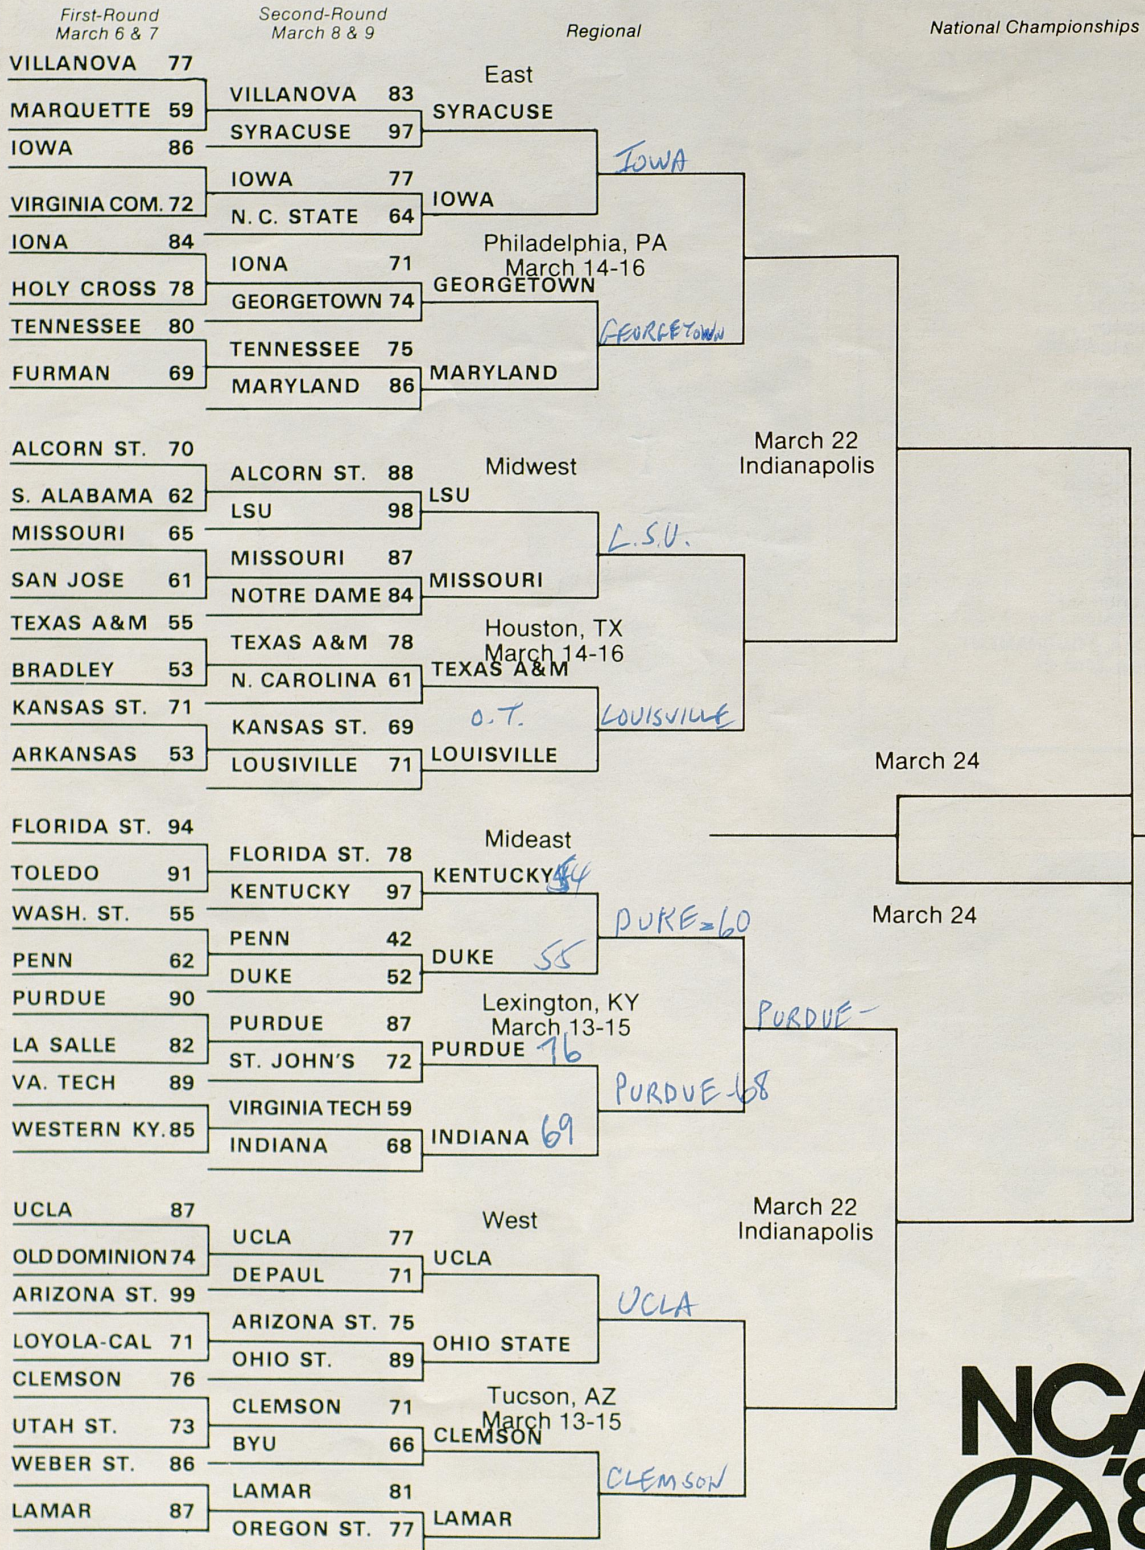 First-Round
March 6 & 7
Second-Round
March 8 & 9
Regional
National Championships
VILLANOVA 77
MARQUETTE 59
IOWA 86
VIRGINIA COM. 72
IONA 84
HOLY CROSS 78
TENNESSEE 80
FURMAN 69
VILLANOVA 83
SYRACUSE 97
IOWA 77
N. C. STATE 64
IONA 71
GEORGETOWN 74
TENNESSEE 75
MARYLAND 86
East
SYRACUSE
IOWA
Philadelphia, PA
March 14-16
GEORGETOWN
MARYLAND
IOWA
GEORGETOWN
ALCORN ST. 70
S. ALABAMA 62
MISSOURI 65
SAN JOSE 61
TEXAS A&M 55
BRADLEY 53
KANSAS ST. 71
ARKANSAS 53
ALCORN ST. 88
LSU 98
MISSOURI 87
NOTRE DAME 84
TEXAS A&M 78
N. CAROLINA 61
KANSAS ST. 69
LOUSIVILLE 71
Midwest
LSU
MISSOURI
Houston, TX
March 14-16
TEXAS A&M
O.T.
LOUISVILLE
L.S.U.
LOUISVILLE
March 22
Indianapolis
March 24
March 24
FLORIDA ST. 94
TOLEDO 91
WASH. ST. 55
PENN 62
PURDUE 90
LA SALLE 82
VA. TECH 89
WESTERN KY. 85
FLORIDA ST. 78
KENTUCKY 97
PENN 42
DUKE 52
PURDUE 87
ST. JOHN'S 72
VIRGINIA TECH 59
INDIANA 68
Mideast
KENTUCKY 54
DUKE 55
Lexington, KY
March 13-15
PURDUE 76
INDIANA 69
DUKE=60
PURDUE-68
PURDUE-
UCLA 87
OLD DOMINION 74
ARIZONA ST. 99
LOYOLA-CAL 71
CLEMSON 76
UTAH ST. 73
WEBER ST. 86
LAMAR 87
UCLA 77
DEPAUL 71
ARIZONA ST. 75
OHIO ST. 89
CLEMSON 71
BYU 66
LAMAR 81
OREGON ST. 77
West
UCLA
OHIO STATE
Tucson, AZ
March 13-15
CLEMSON
LAMAR
UCLA
CLEMSON
March 22
Indianapolis
NCA
'8